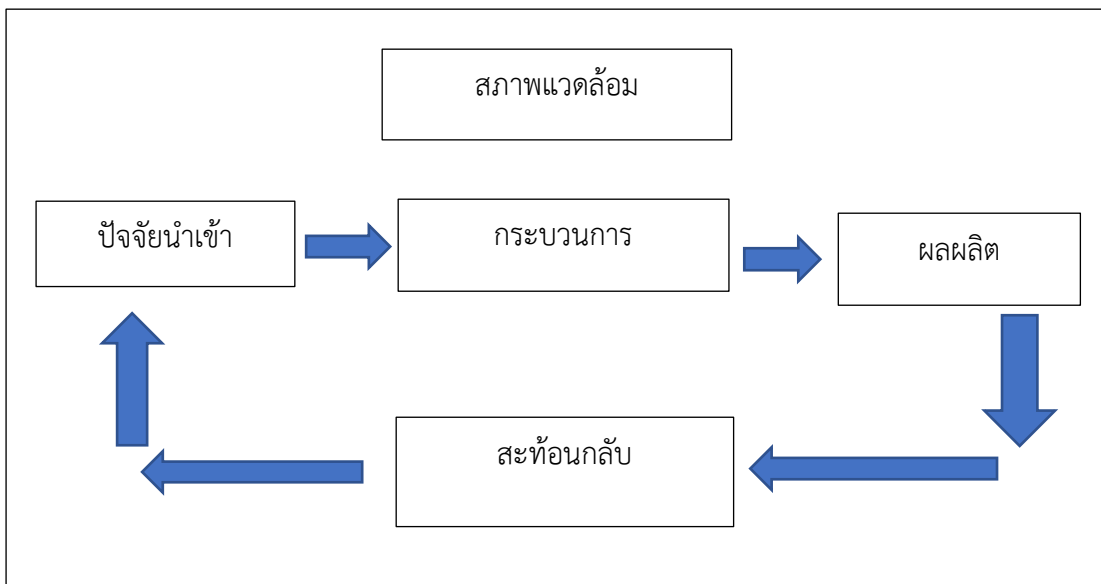 สภาพแวดล้อม
ปัจจัยนำเข้า
กระบวนการ
ผลผลิต
สะท้อนกลับ